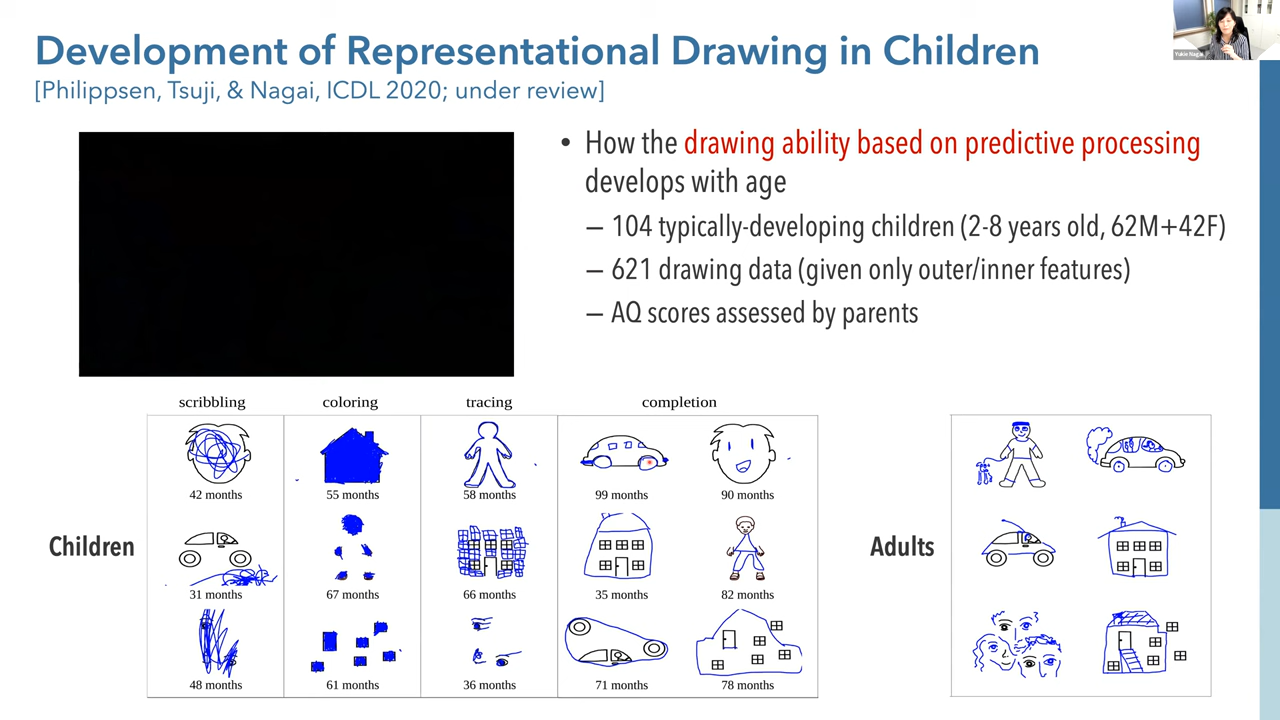 Development of Representational Drawing in Children
[Philippsen, Tsuji, & Nagai, ICDL 2020; under review]
Yukie Nagai
• How the drawing ability based on predictive processing
develops with age
– 104 typically-developing children (2-8 years old, 62M+42F)
– 621 drawing data (given only outer/inner features)
– AQ scores assessed by parents
scribbling coloring tracing completion
42 months 55 months 58 months 99 months 90 months
Children
31 months 67 months 66 months 35 months 82 months
48 months 61 months 36 months 71 months 78 months
Adults